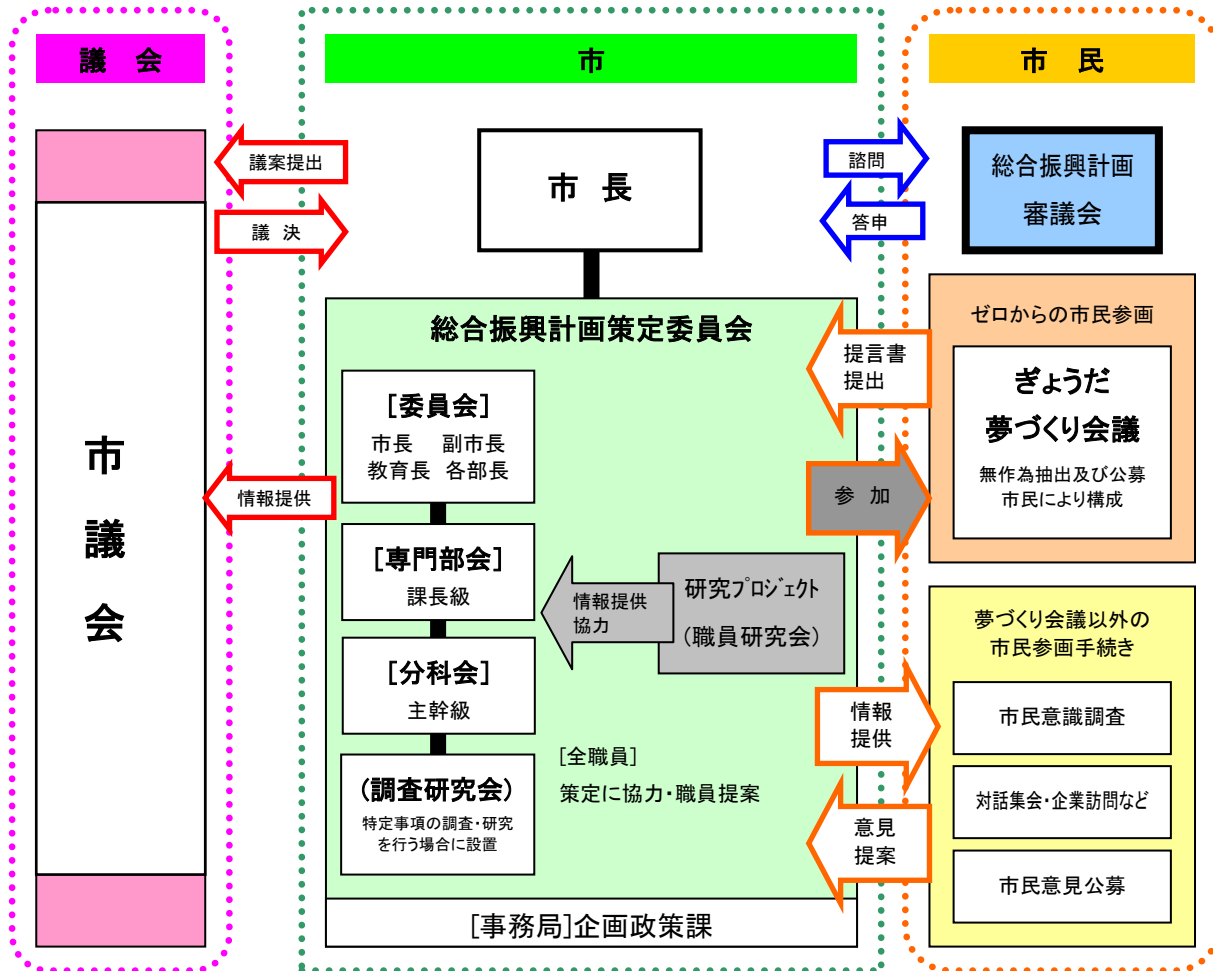 議 会
市
市 民
議案提出
議 決
市
議
会
情報提供
市 長
諮問
答申
総合振興計画
審議会
総合振興計画策定委員会
[委員会]
市長 副市長
教育長 各部長
[専門部会]
課長級
[分科会]
主幹級
(調査研究会)
特定事項の調査・研究
を行う場合に設置
情報提供
協力
研究プロジェクト
(職員研究会)
[全職員]
策定に協力・職員提案
[事務局]企画政策課
提言書
提出
参 加
情報
提供
意見
提案
ゼロからの市民参画
ぎょうだ
夢づくり会議
無作為抽出及び公募
市民により構成
夢づくり会議以外の
市民参画手続き
市民意識調査
対話集会・企業訪問など
市民意見公募